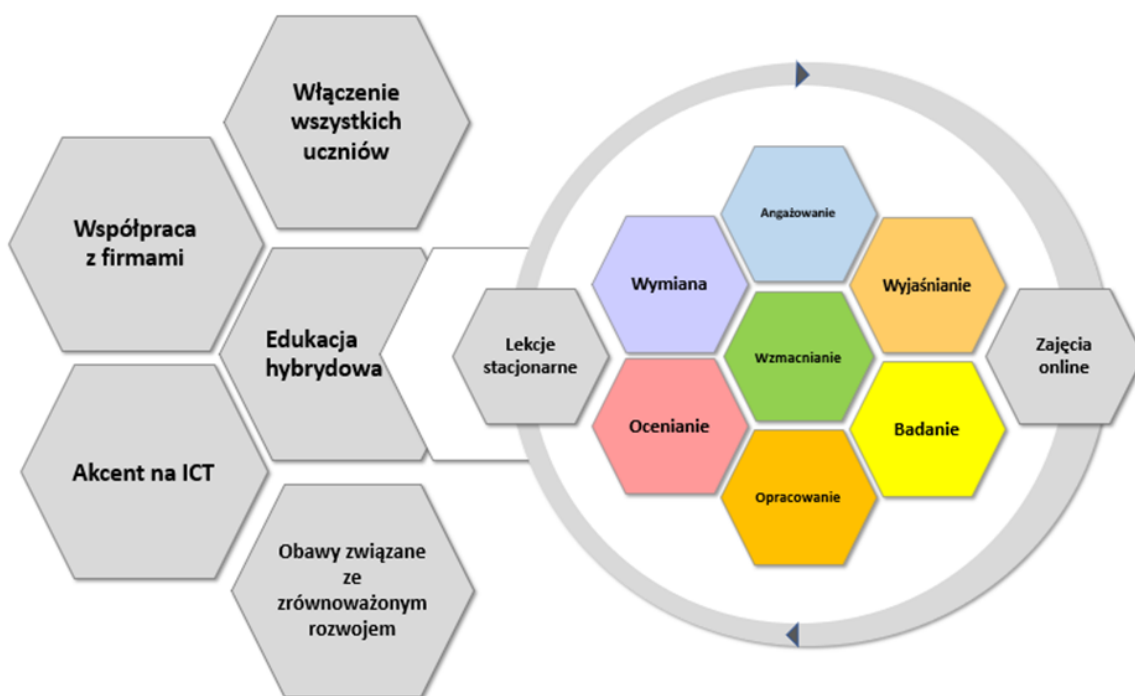 Włączenie
wszystkich
uczniów
Współpraca
z firmami
Edukacja
hybrydowa
Akcent na ICT
Obawy związane
ze
zrównoważonym
rozwojem
Lekcje
stacjonarne
Angażowanie
Wymiana
Wyjaśnianie
Wzmacnianie
Ocenianie
Badanie
Opracowanie
Zajęcia
online